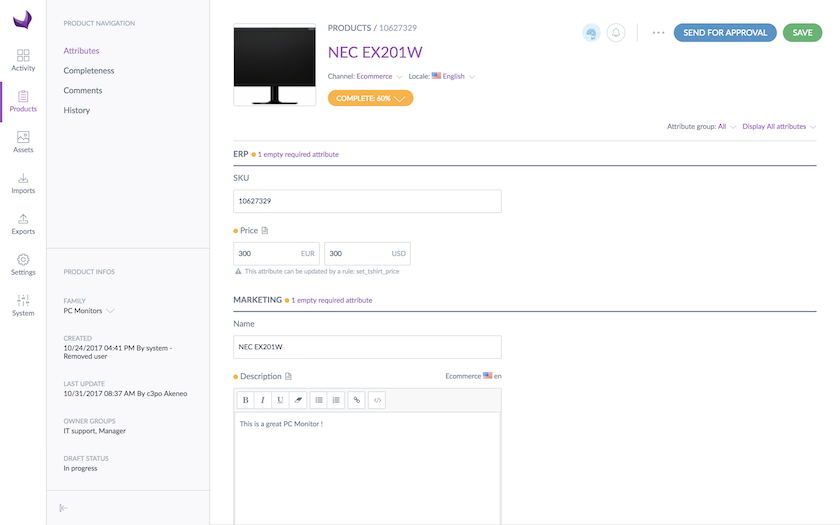 Activity
Products
Assets
Imports
Exports
Settings
System
PRODUCT NAVIGATION
Attributes
Completeness
Comments
History
PRODUCT INFOS
FAMILY
PC Monitors
CREATED
10/24/2017 04:41 PM By system -
Removed user
LAST UPDATE
10/31/2017 08:37 AM By c3po Akeneo
OWNER GROUPS
IT support, Manager
DRAFT STATUS
In progress
PRODUCTS / 10627329
NEC EX201W
Channel: Ecommerce Locale: English
COMPLETE: 60%
SEND FOR APPROVAL
SAVE
Attribute group: All Display All attributes
ERP 1 empty required attribute
SKU
10627329
Price
300 EUR 300 USD
This attribute can be updated by a rule: set_tshirt_price
MARKETING 1 empty required attribute
Name
NEC EX201W
Description Ecommerce en
B I U </>
This is a great PC Monitor !